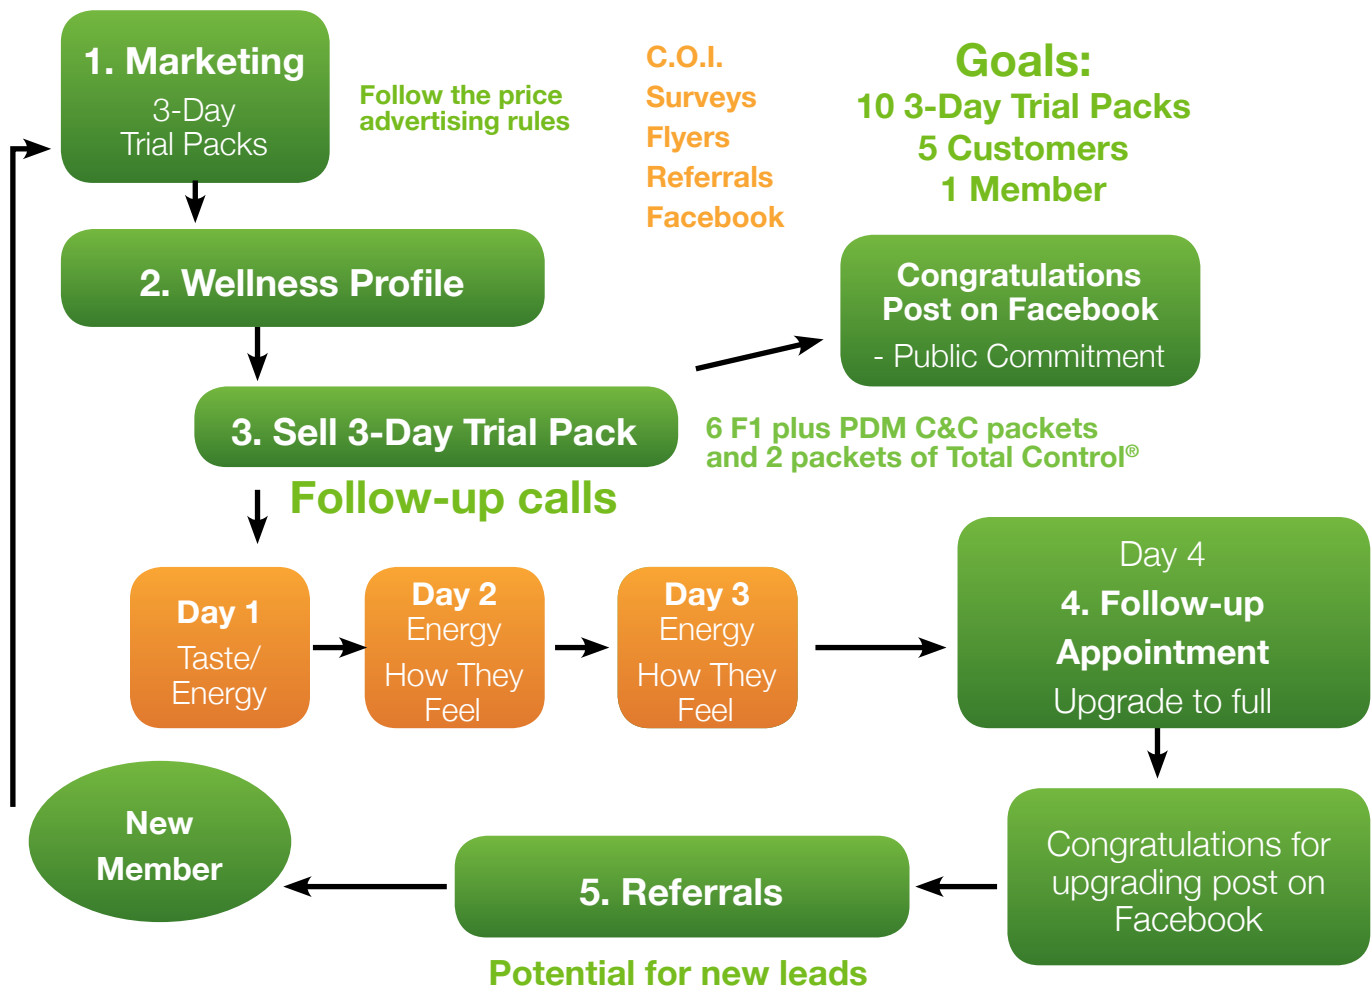 1. Marketing
3-Day
Trial Packs
Follow the price
advertising rules
C.O.I.
Surveys
Flyers
Referrals
Facebook
Goals:
10 3-Day Trial Packs
5 Customers
1 Member
2. Wellness Profile
Congratulations
Post on Facebook
- Public Commitment
3. Sell 3-Day Trial Pack
6 F1 plus PDM C&C packets
and 2 packets of Total Control®
Follow-up calls
Day 1
Taste/
Energy
Day 2
Energy
How They
Feel
Day 3
Energy
How They
Feel
Day 4
4. Follow-up
Appointment
Upgrade to full
Congratulations for
upgrading post on
Facebook
5. Referrals
Potential for new leads
New
Member